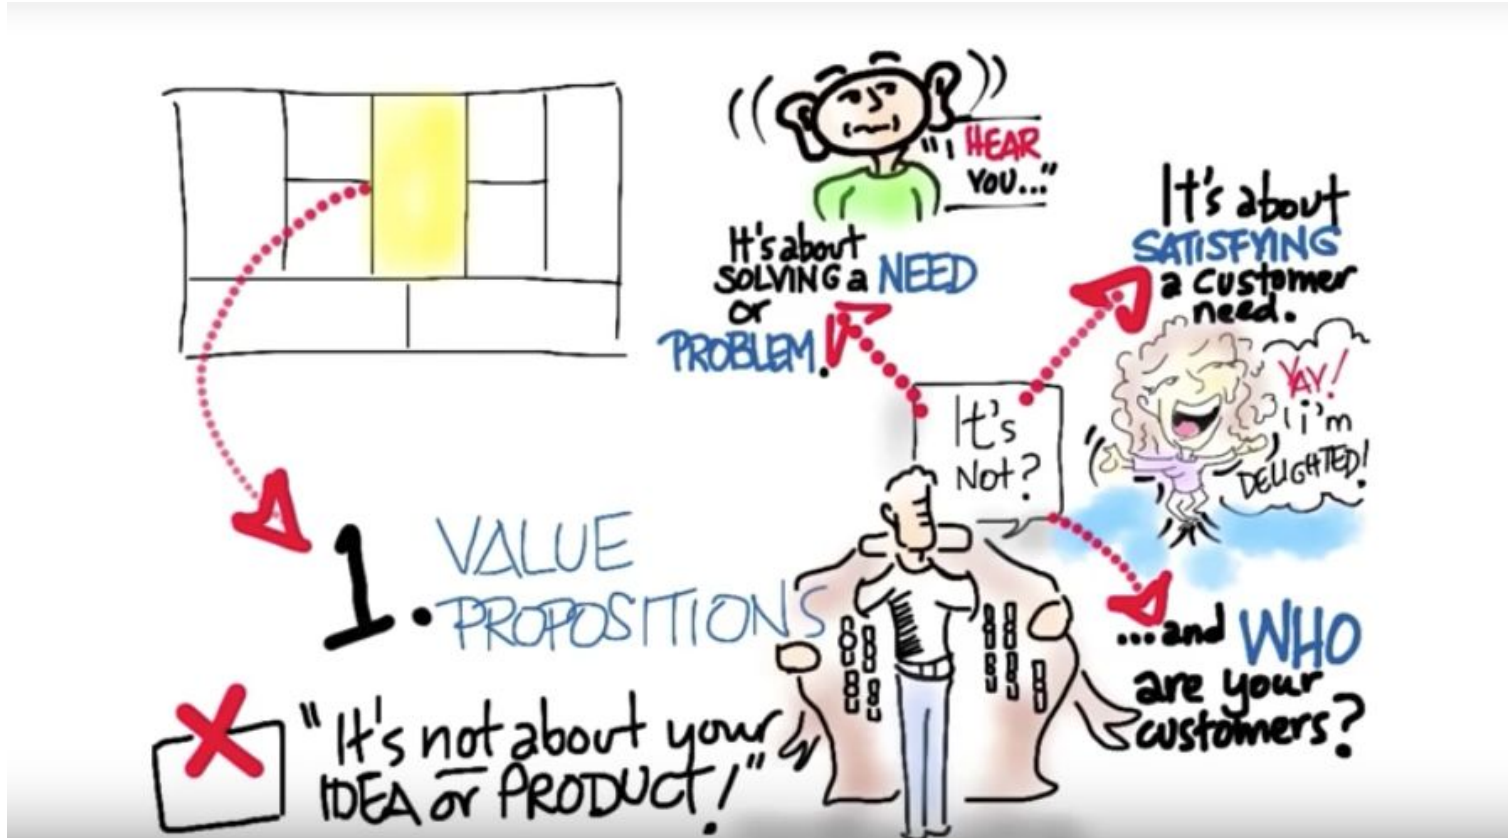 "I HEAR
YOU..."
It's about
SOLVING a NEED
or
PROBLEM!
It's about
SATISFYING
a customer
need.
YAY!
i'm
DELIGHTED!
It's
Not?
1. VALUE
PROPOSITIONS
...and WHO
are your
customers?
"It's not about your
IDEA or PRODUCT!"